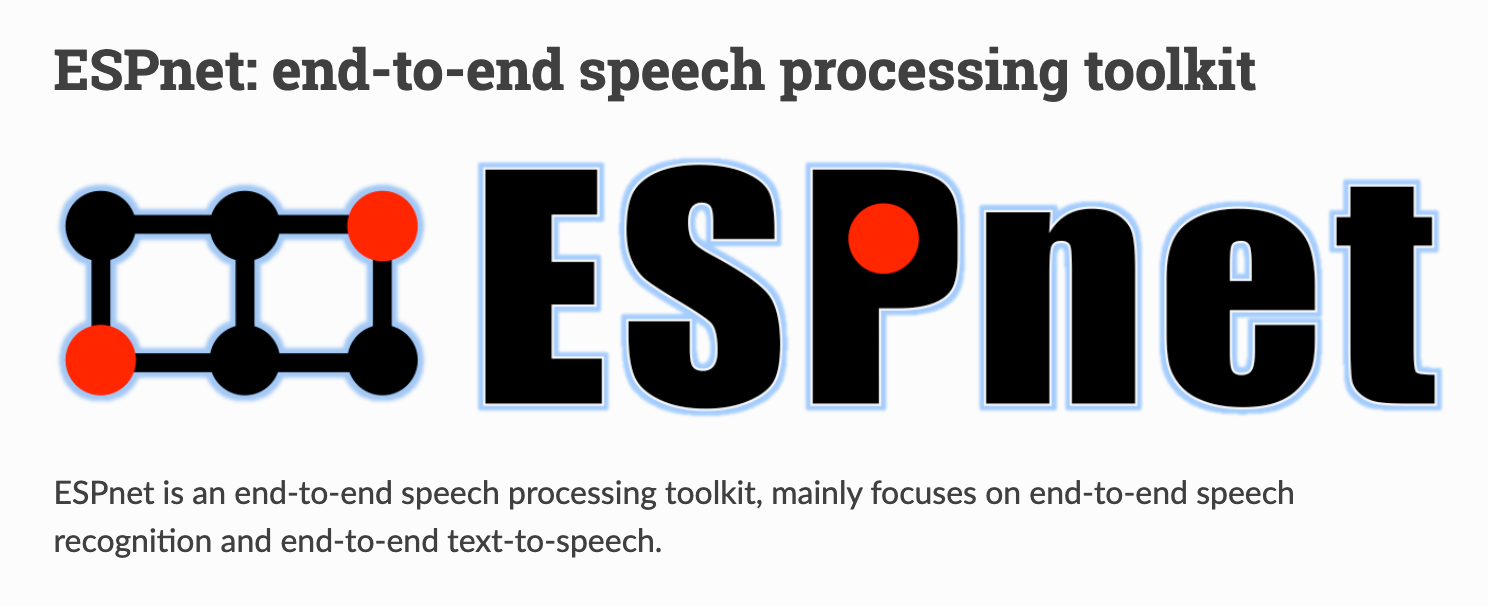 ESPnet: end-to-end speech processing toolkit
ESPnet
ESPnet is an end-to-end speech processing toolkit, mainly focuses on end-to-end speech
recognition and end-to-end text-to-speech.